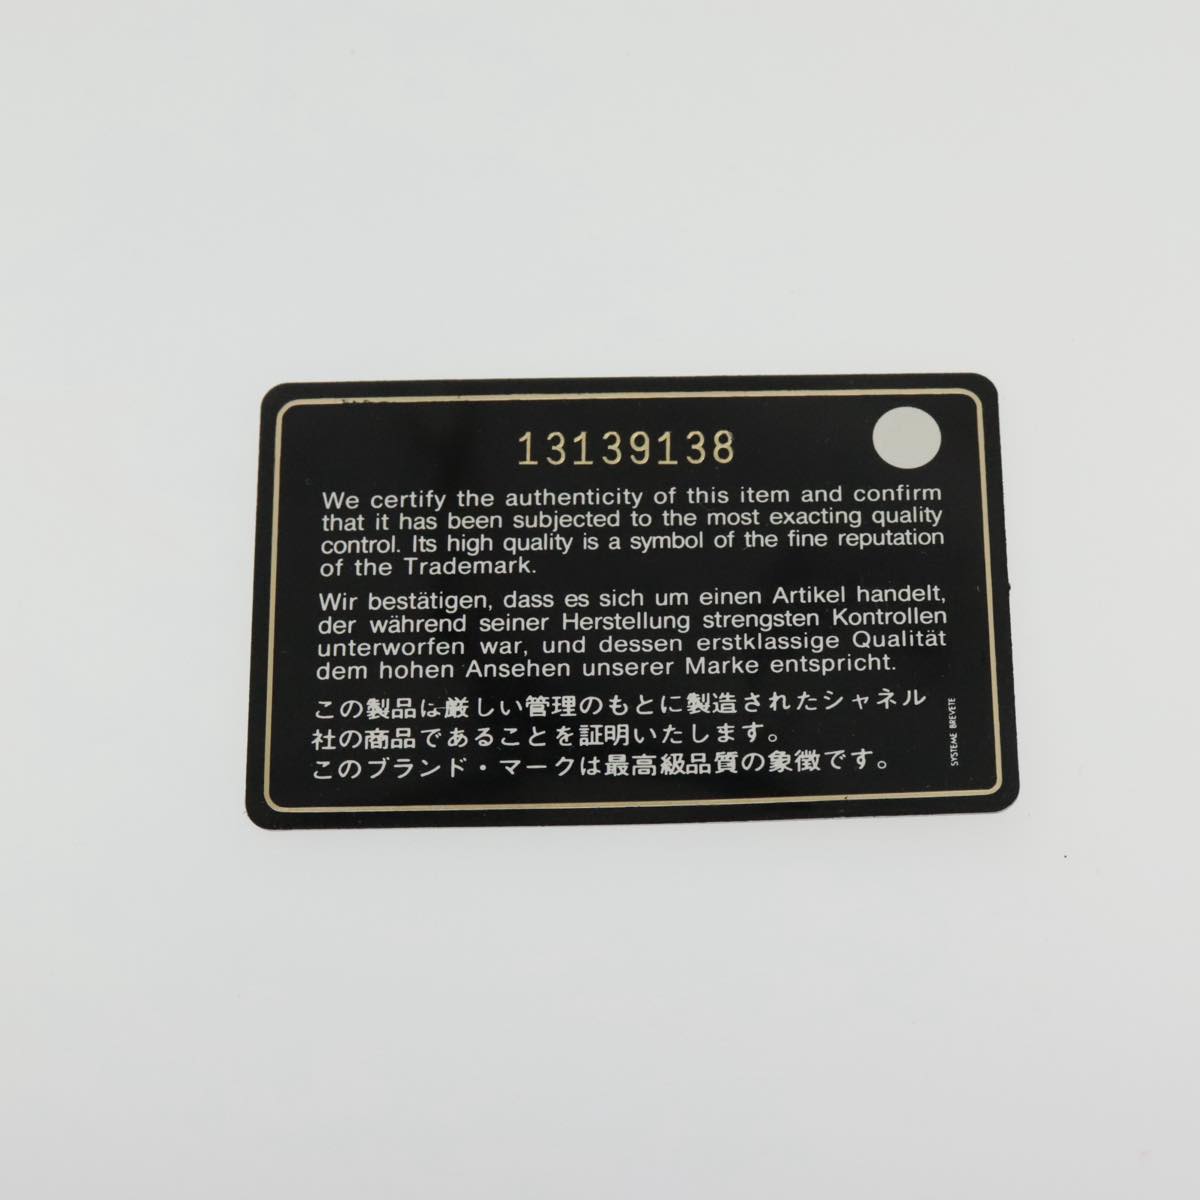 13139138
We certify the authenticity of this item and confirm
that it has been subjected to the most exacting quality
control. Its high quality is a symbol of the fine reputation
of the Trademark.
Wir bestätigen, dass es sich um einen Artikel handelt,
der während seiner Herstellung strengsten Kontrollen
unterworfen war, und dessen erstklassige Qualität
dem hohen Ansehen unserer Marke entspricht.
この製品は厳しい管理のもとに製造されたシャネル
社の商品であることを証明いたします。
このブランド・マークは最高級品質の象徴です。
SYSTEME BREVETE